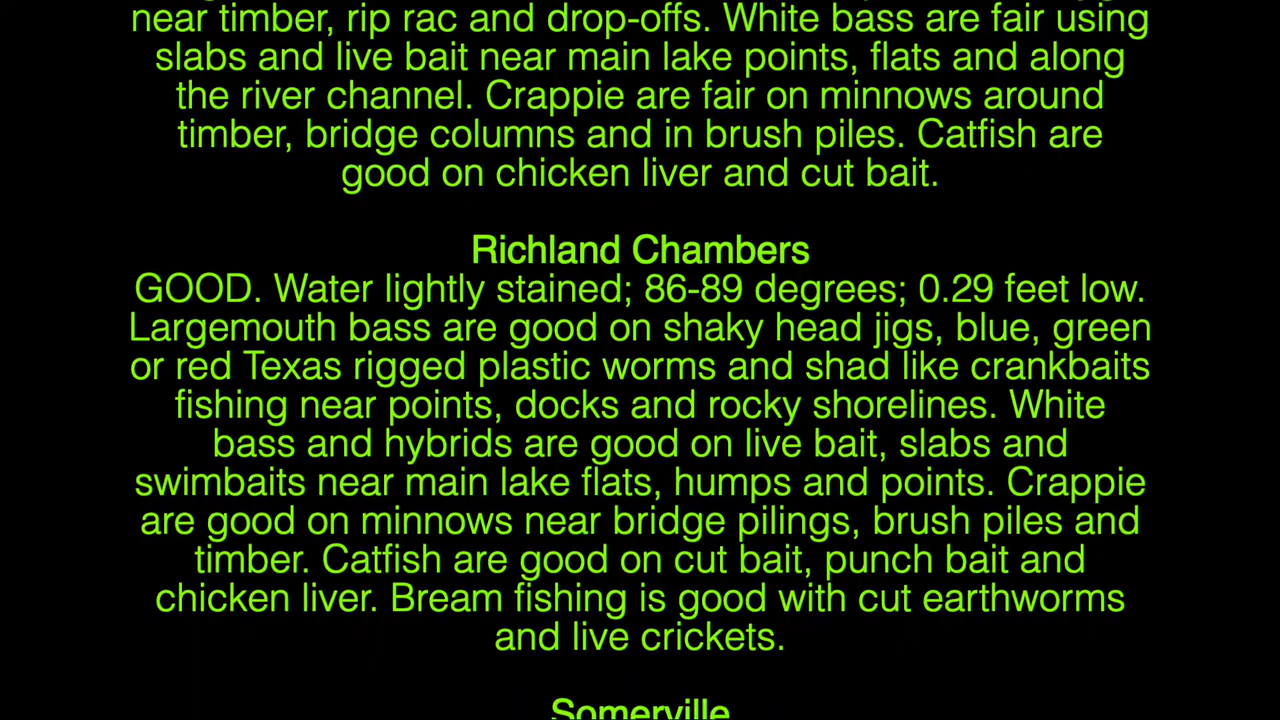 near timber, rip rac and drop-offs. White bass are fair using
slabs and live bait near main lake points, flats and along
the river channel. Crappie are fair on minnows around
timber, bridge columns and in brush piles. Catfish are
good on chicken liver and cut bait.
Richland Chambers
GOOD. Water lightly stained; 86-89 degrees; 0.29 feet low.
Largemouth bass are good on shaky head jigs, blue, green
or red Texas rigged plastic worms and shad like crankbaits
fishing near points, docks and rocky shorelines. White
bass and hybrids are good on live bait, slabs and
swimbaits near main lake flats, humps and points. Crappie
are good on minnows near bridge pilings, brush piles and
timber. Catfish are good on cut bait, punch bait and
chicken liver. Bream fishing is good with cut earthworms
and live crickets.
Somerville